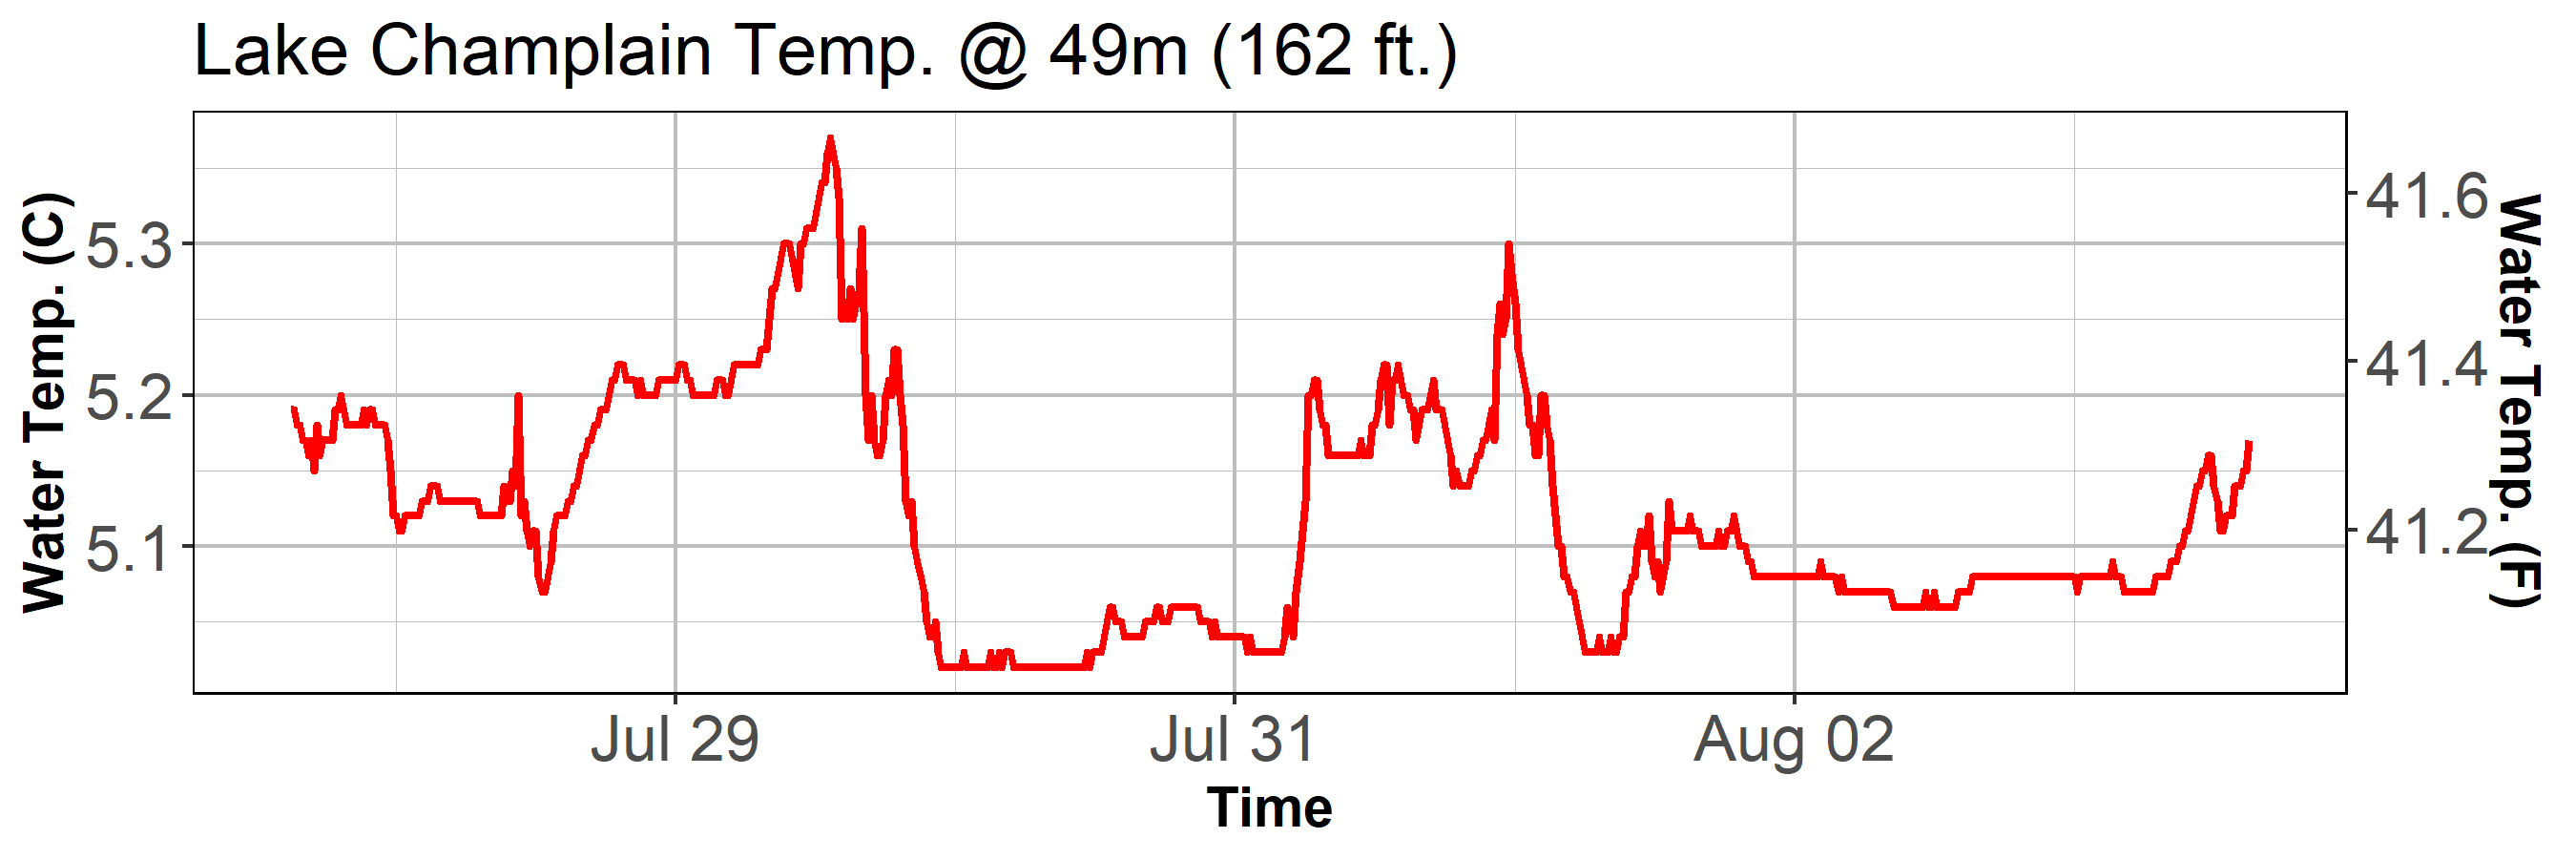 Lake Champlain Temp. @ 49m (162 ft.)
Water Temp. (C)
5.3
5.2
5.1
41.6
41.4
41.2
Water Temp. (F)
Jul 29
Jul 31
Aug 02
Time